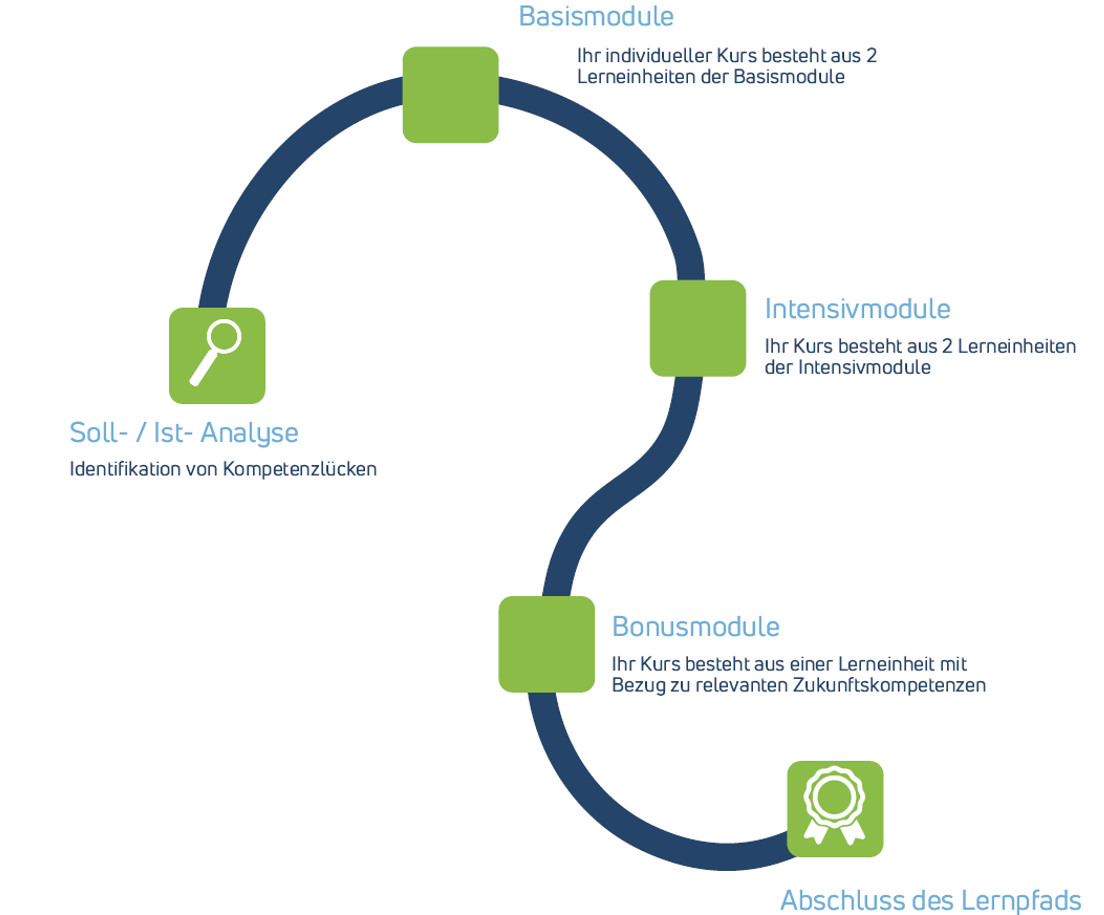 Basismodule
Ihr individueller Kurs besteht aus 2
Lerneinheiten der Basismodule
Intensivmodule
Ihr Kurs besteht aus 2 Lerneinheiten
der Intensivmodule
Soll- / Ist- Analyse
Identifikation von Kompetenzlücken
Bonusmodule
Ihr Kurs besteht aus einer Lerneinheit mit
Bezug zu relevanten Zukunftskompetenzen
Abschluss des Lernpfads